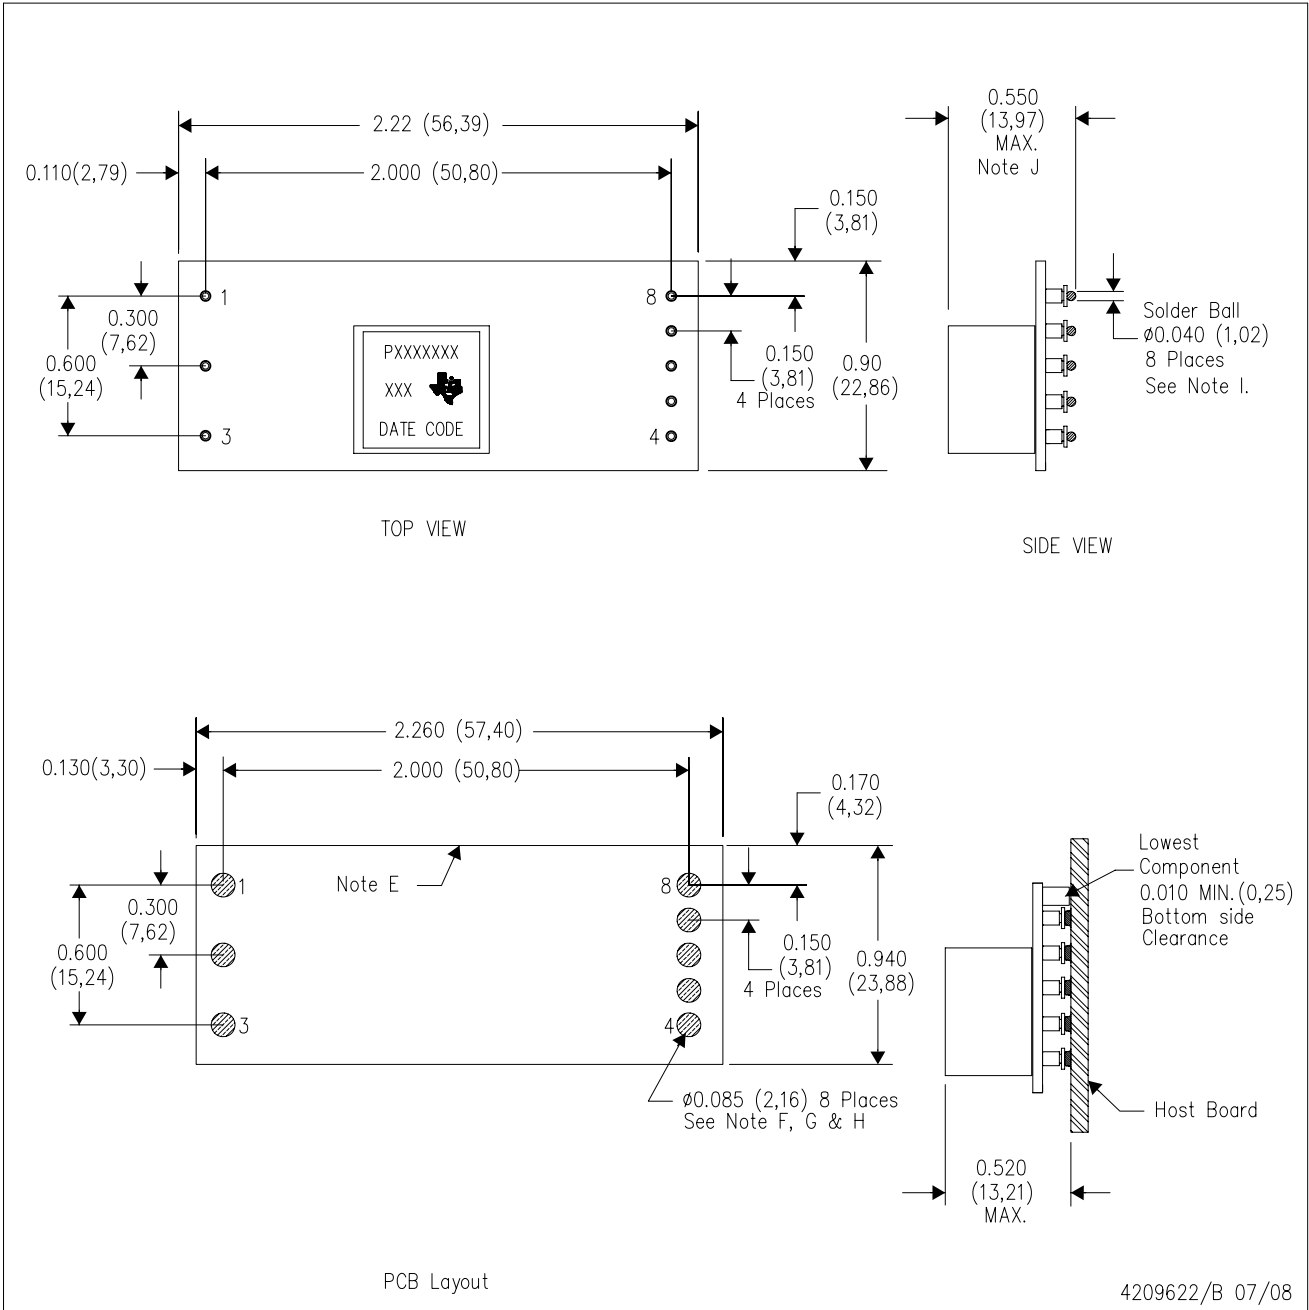 2.22 (56,39)
0.110(2,79)
2.000 (50,80)
0.150
(3,81)
0.550
(13,97)
MAX.
Note J
1
8
0.300
(7,62)
0.600
(15,24)
PXXXXXXX
XXX
DATE CODE
3
4
0.150
(3,81)
4 Places
0.90
(22,86)
Solder Ball
ø0.040 (1,02)
8 Places
See Note I.
TOP VIEW
SIDE VIEW
2.260 (57,40)
0.130(3,30)
2.000 (50,80)
0.170
(4,32)
Note E
1
8
0.300
(7,62)
0.600
(15,24)
3
4
0.150
(3,81)
4 Places
0.940
(23,88)
Lowest
Component
0.010 MIN.(0,25)
Bottom side
Clearance
ø0.085 (2,16) 8 Places
See Note F, G & H
Host Board
0.520
(13,21)
MAX.
PCB Layout
4209622/B 07/08